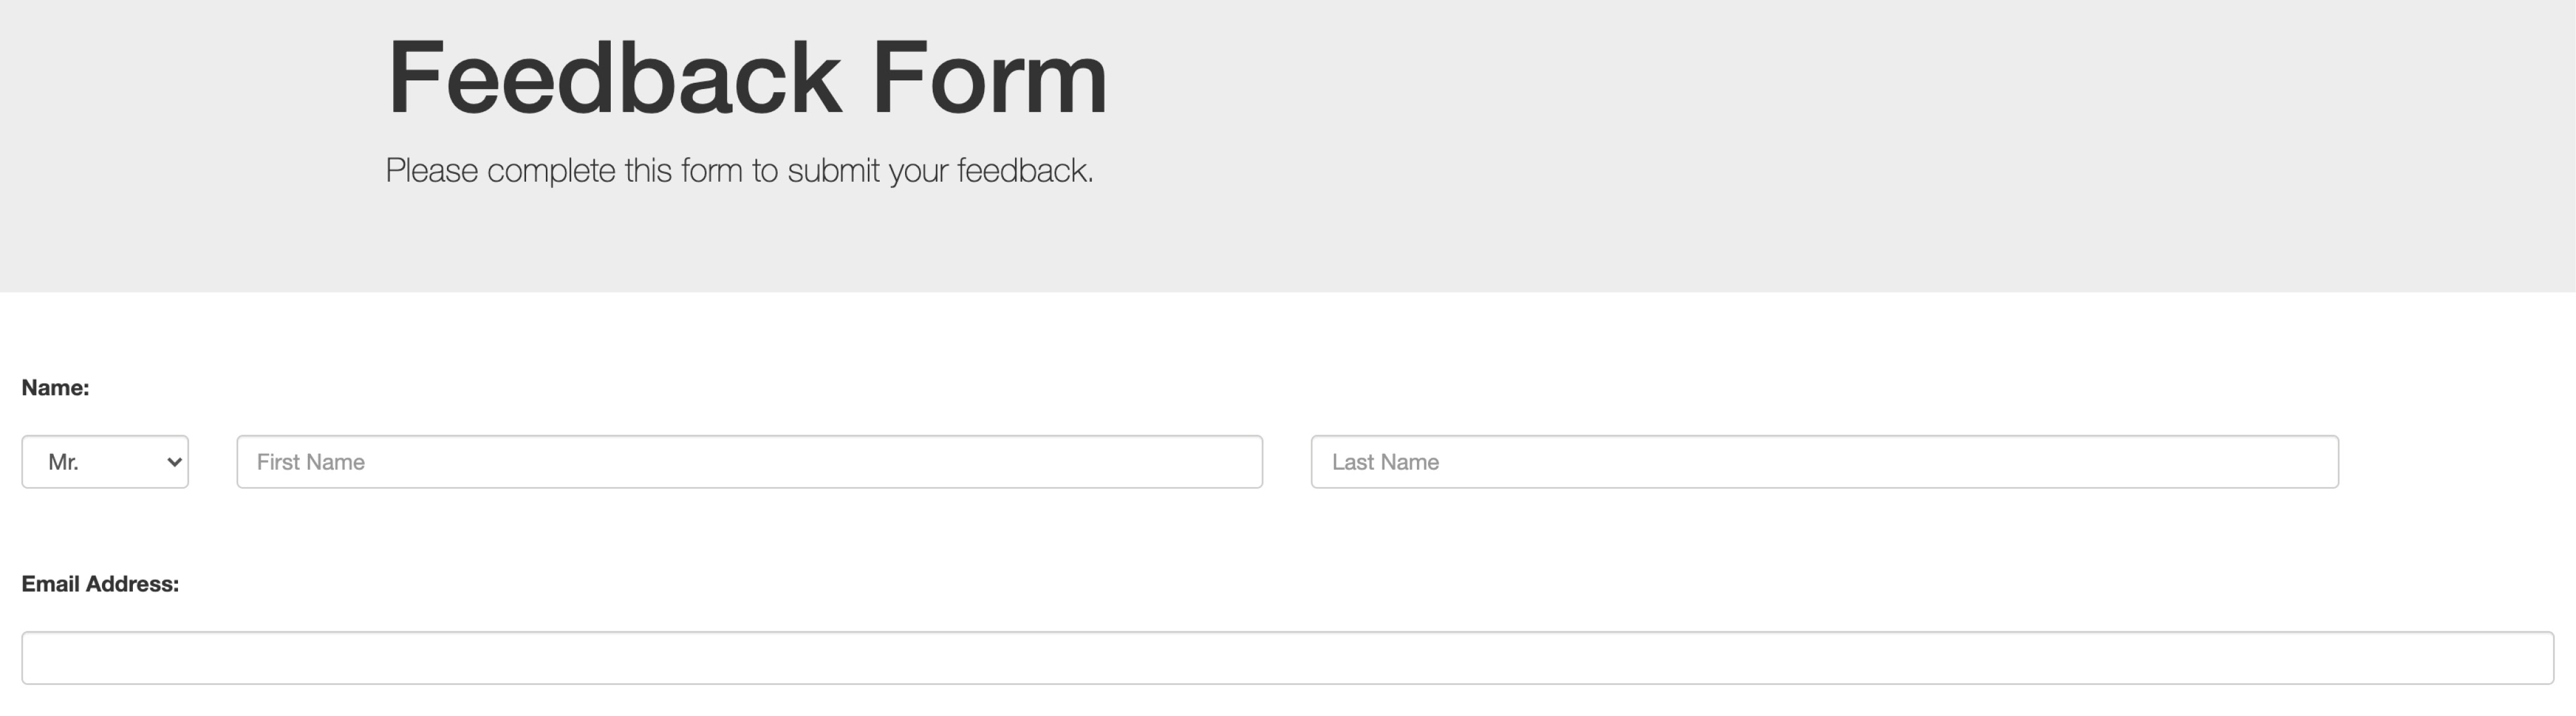 Feedback Form
Please complete this form to submit your feedback.
Name:
Mr. First Name Last Name
Email Address: